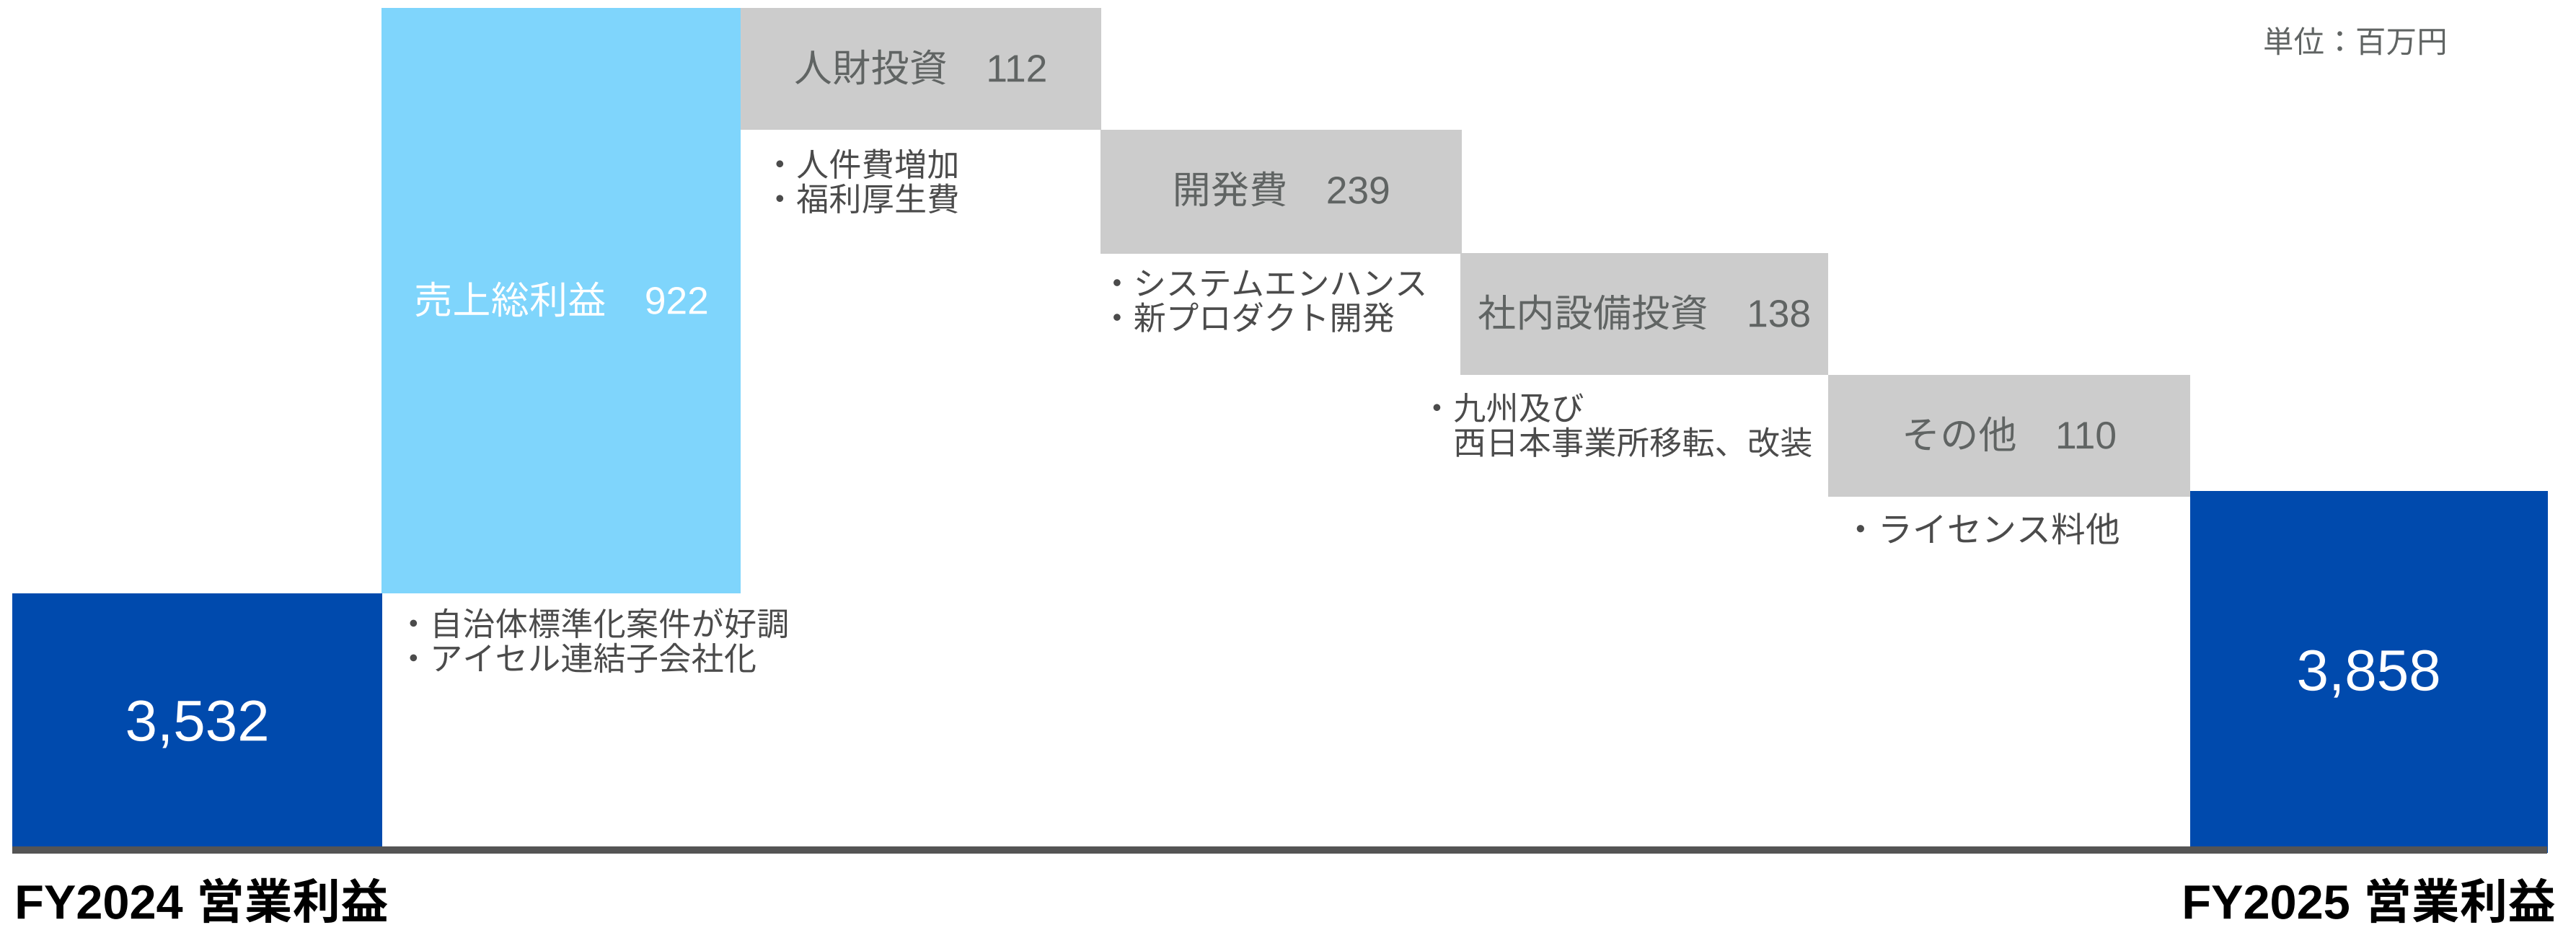 単位：百万円
人財投資　112
・人件費増加
・福利厚生費
開発費　239
売上総利益　922
・システムエンハンス
・新プロダクト開発
社内設備投資　138
・九州及び
西日本事業所移転、改装
その他　110
・ライセンス料他
・自治体標準化案件が好調
・アイセル連結子会社化
3,532
3,858
FY2024 営業利益
FY2025 営業利益